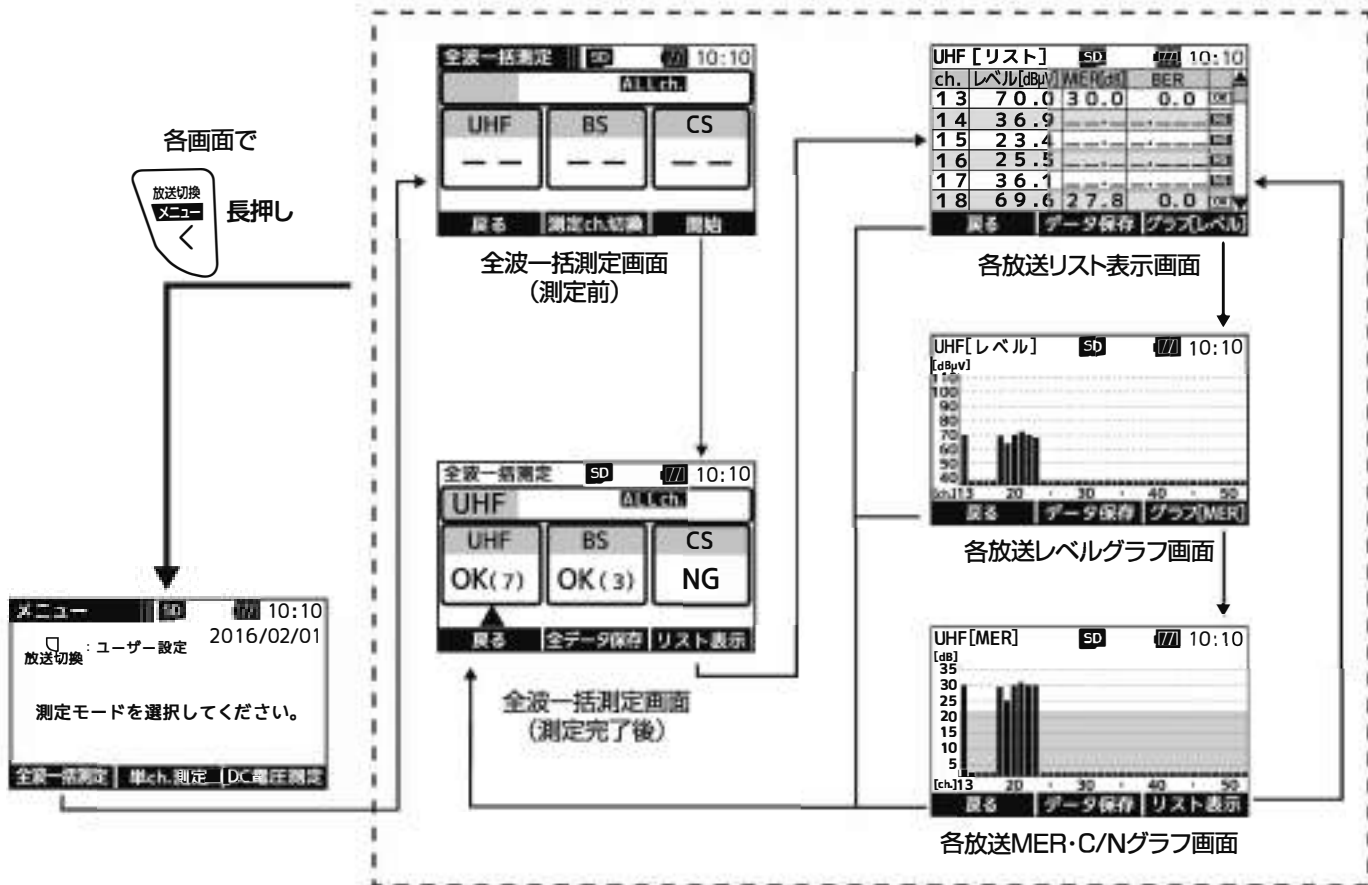 各画面で
放送切換
メニュー
長押し
メニュー SD 10:10
2016/02/01
放送切換 : ユーザー設定
測定モードを選択してください。
全波一括測定 単ch.測定 DC電圧測定
全波一括測定 SD 10:10
ALLch.
UHF BS CS
-- -- --
戻る 測定ch.切換 開始
全波一括測定画面
(測定前)
全波一括測定 SD 10:10
UHF ALLch.
UHF BS CS
OK(7) OK(3) NG
戻る 全データ保存 リスト表示
全波一括測定画面
(測定完了後)
UHF [リスト] SD 10:10
ch. レベル[dBμV] MER[dB] BER
13 70.0 30.0 0.0 OK
14 36.9 --.- -.-
15 23.4 --.- -.-
16 25.5 --.- -.-
17 36.1 --.- -.-
18 69.6 27.8 0.0 OK
戻る データ保存 グラフ[レベル]
各放送リスト表示画面
UHF[レベル] SD 10:10
[dBμV]
110
100
90
80
70
60
50
40
[ch.]13 20 30 40 50
戻る データ保存 グラフ[MER]
各放送レベルグラフ画面
UHF[MER] SD 10:10
[dB]
35
30
25
20
15
10
5
[ch.]13 20 30 40 50
戻る データ保存 リスト表示
各放送MER・C/Nグラフ画面